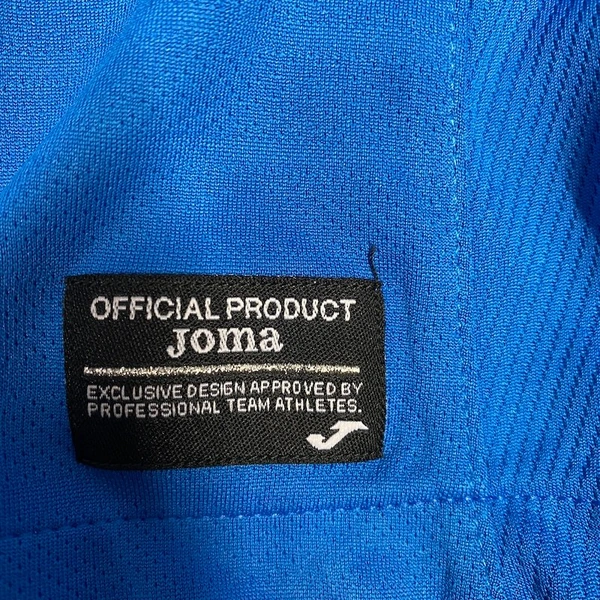 OFFICIAL PRODUCT
Joma
EXCLUSIVE DESIGN APPROVED BY
PROFESSIONAL TEAM ATHLETES.